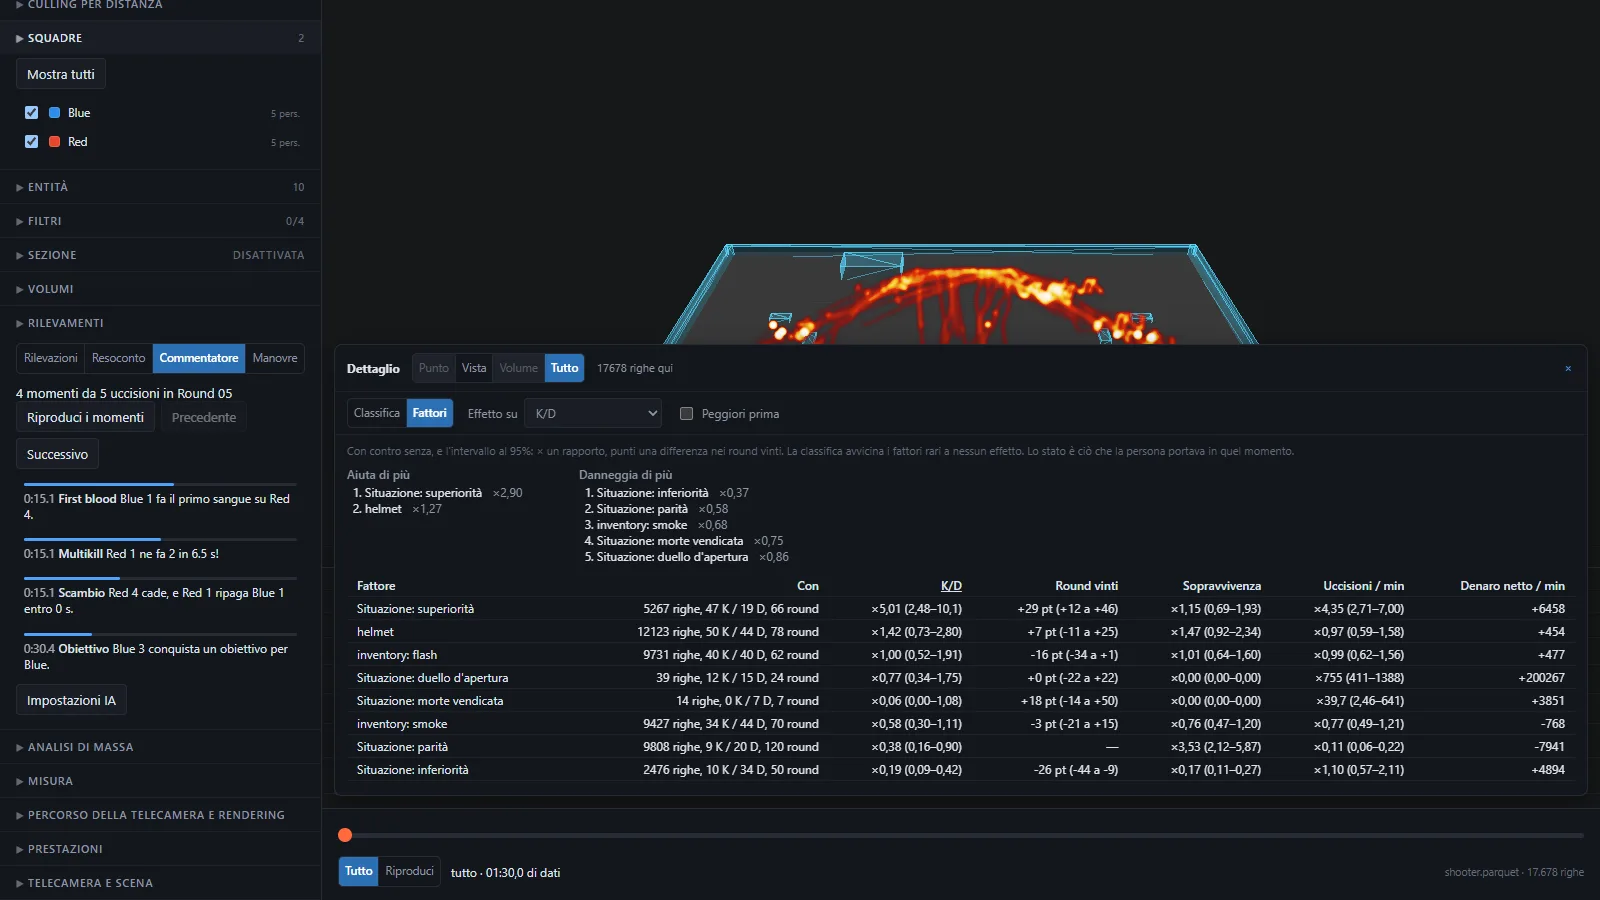 CULLING PER DISTANZA
SQUADRE 2
Mostra tutti
Blue 5 pers.
Red 5 pers.
ENTITÀ 10
FILTRI 0/4
SEZIONE DISATTIVATA
VOLUMI
RILEVAMENTI
Rilevazioni Resoconto Commentatore Manovre
4 momenti da 5 uccisioni in Round 05
Riproduci i momenti Precedente
Successivo
0:15.1 First blood Blue 1 fa il primo sangue su Red
4.
0:15.1 Multikill Red 1 ne fa 2 in 6.5 s!
0:15.1 Scambio Red 4 cade, e Red 1 ripaga Blue 1
entro 0 s.
0:30.4 Obiettivo Blue 3 conquista un obiettivo per
Blue.
Impostazioni IA
ANALISI DI MASSA
MISURA
PERCORSO DELLA TELECAMERA E RENDERING
PRESTAZIONI
TELECAMERA E SCENA
Dettaglio Punto Vista Volume Tutto 17678 righe qui ×
Classifica Fattori Effetto su K/D Peggiori prima
Con contro senza, e l'intervallo al 95%: × un rapporto, punti una differenza nei round vinti. La classifica avvicina i fattori rari a nessun effetto. Lo stato è ciò che la persona portava in quel momento.
Aiuta di più
1. Situazione: superiorità ×2,90
2. helmet ×1,27
Danneggia di più
1. Situazione: inferiorità ×0,37
2. Situazione: parità ×0,58
3. inventory: smoke ×0,68
4. Situazione: morte vendicata ×0,75
5. Situazione: duello d'apertura ×0,86
Fattore Con K/D Round vinti Sopravvivenza Uccisioni / min Denaro netto / min
Situazione: superiorità 5267 righe, 47 K / 19 D, 66 round ×5,01 (2,48–10,1) +29 pt (+12 a +46) ×1,15 (0,69–1,93) ×4,35 (2,71–7,00) +6458
helmet 12123 righe, 50 K / 44 D, 78 round ×1,42 (0,73–2,80) +7 pt (-11 a +25) ×1,47 (0,92–2,34) ×0,97 (0,59–1,58) +454
inventory: flash 9731 righe, 40 K / 40 D, 62 round ×1,00 (0,52–1,91) -16 pt (-34 a +1) ×1,01 (0,64–1,60) ×0,99 (0,62–1,56) +477
Situazione: duello d'apertura 39 righe, 12 K / 15 D, 24 round ×0,77 (0,34–1,75) +0 pt (-22 a +22) ×0,00 (0,00–0,00) ×755 (411–1388) +200267
Situazione: morte vendicata 14 righe, 0 K / 7 D, 7 round ×0,06 (0,00–1,08) +18 pt (-14 a +50) ×0,00 (0,00–0,00) ×39,7 (2,46–641) +3851
inventory: smoke 9427 righe, 34 K / 44 D, 70 round ×0,58 (0,30–1,11) -3 pt (-21 a +15) ×0,76 (0,47–1,20) ×0,77 (0,49–1,21) -768
Situazione: parità 9808 righe, 9 K / 20 D, 120 round ×0,38 (0,16–0,90) — ×3,53 (2,12–5,87) ×0,11 (0,06–0,22) -7941
Situazione: inferiorità 2476 righe, 10 K / 34 D, 50 round ×0,19 (0,09–0,42) -26 pt (-44 a -9) ×0,17 (0,11–0,27) ×1,10 (0,57–2,11) +4894
Tutto Riproduci tutto · 01:30,0 di dati
shooter.parquet · 17.678 righe